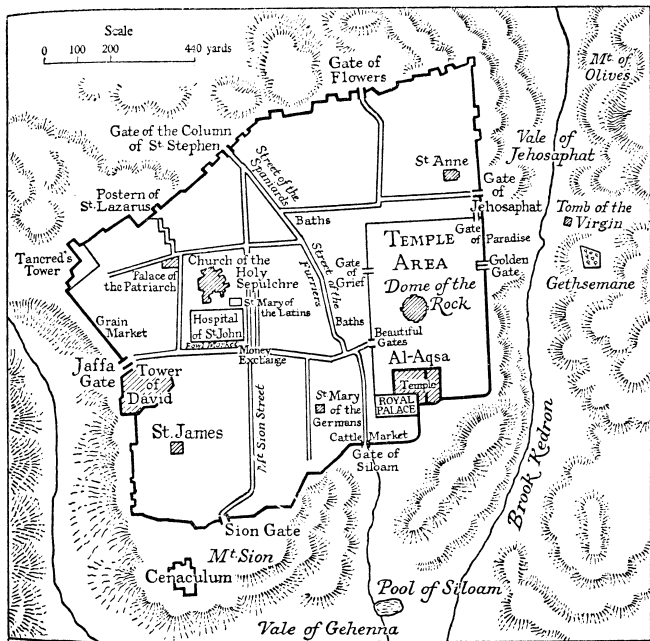 Scale
0 100 200 440 yards
Mt. of
Olives
Gate of
Flowers
Gate of the Column
of St. Stephen
Street of the
Spaniards
St Anne
Vale of
Jehosaphat
Gate
of
Jehosaphat
Postern of
St. Lazarus
Baths
Tomb of the
Virgin
Tancred's
Tower
Palace of
the Patriarch
Church of the
Holy
Sepulchre
Street of the
Furriers
Gate
of
Grief
TEMPLE
AREA
Dome of the
Rock
Gate of
Paradise
Golden
Gate
Gethsemane
St Mary of
the Latins
Grain
Market
Hospital
of St. John
Fowl Market
Baths
Beautiful
Gates
Money
Exchange
Al-Aqsa
Temple
Jaffa
Gate
Tower
of
David
St. James
Mt Sion Street
St Mary
of the
Germans
ROYAL
PALACE
Cattle Market
Gate of
Siloam
Brook Kedron
Sion Gate
Mt. Sion
Cenaculum
Pool of Siloam
Vale of Gehenna